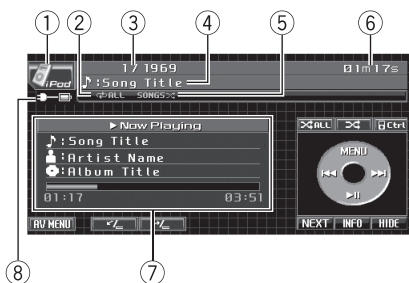 ② ③ ④ ⑤ ⑥
①
iPod
1/1969
01m17s
♪:Song Title
ALL SONGS
▶Now Playing
♪:Song Title
:Artist Name
:Album Title
01:17 03:51
ALL Ctrl
MENU
NEXT INFO HIDE
AV MENU
⑧ ⑦